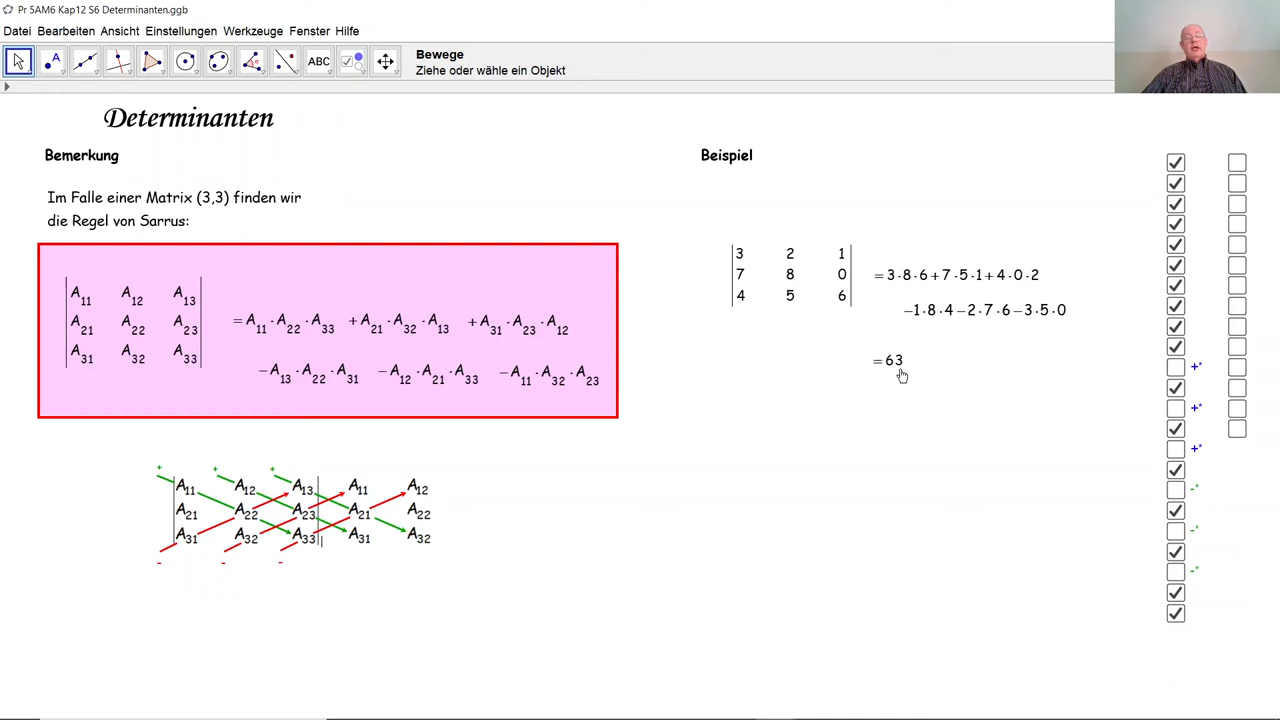 Pr 5AM6 Kap12 S6 Determinanten.ggb
Datei Bearbeiten Ansicht Einstellungen Werkzeuge Fenster Hilfe
A
ABC
Bewege
Ziehe oder wähle ein Objekt
Determinanten
Bemerkung
Im Falle einer Matrix (3,3) finden wir
die Regel von Sarrus:
A11 A12 A13
A21 A22 A23
A31 A32 A33
=A11·A22·A33 +A21·A32·A13 +A31·A23·A12
−A13·A22·A31 −A12·A21·A33 −A11·A32·A23
+ + +
A11 A12 A13 A11 A12
A21 A22 A23 A21 A22
A31 A32 A33 A31 A32
- - -
Beispiel
3 2 1
7 8 0
4 5 6
=3·8·6+7·5·1+4·0·2
−1·8·4−2·7·6−3·5·0
=63
+*
+*
+*
-*
-*
-*